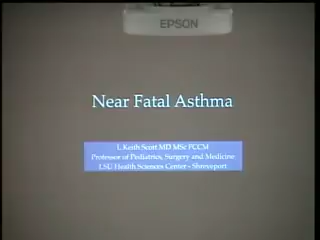 EPSON
Near Fatal Asthma
L Keith Scott MD MSc FCCM
Professor of Pediatrics, Surgery and Medicine
LSU Health Sciences Center - Shreveport